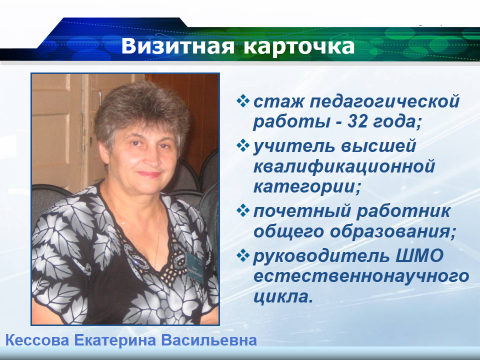 Визитная карточка
стаж педагогической
работы - 32 года;
учитель высшей
квалификационной
категории;
почетный работник
общего образования;
руководитель ШМО
естественнонаучного
цикла.
Кессова Екатерина Васильевна